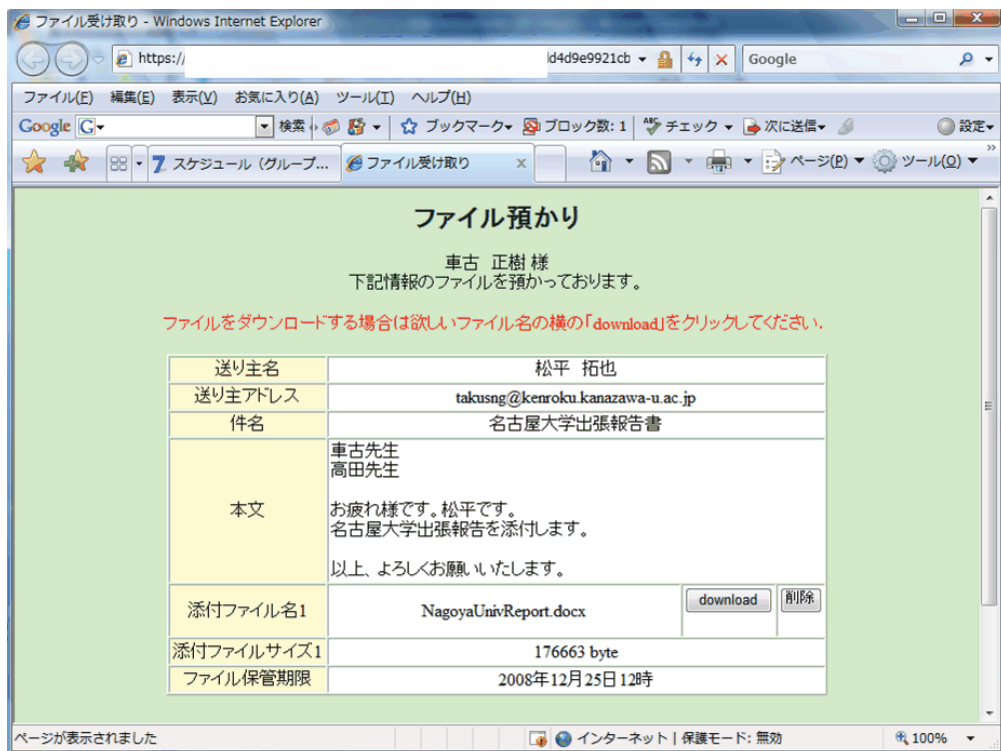 ファイル受け取り - Windows Internet Explorer
https:// ld4d9e9921cb Google
ファイル(F) 編集(E) 表示(V) お気に入り(A) ツール(T) ヘルプ(H)
Google G 検索 ブックマーク ブロック数: 1 ABC チェック 次に送信 設定
スケジュール (グループ... ファイル受け取り x ページ(P) ツール(O) »
ファイル預かり
車古 正樹 様
下記情報のファイルを預かっております。
ファイルをダウンロードする場合は欲しいファイル名の横の「download」をクリックしてください.
送り主名 松平 拓也
送り主アドレス takusng@kenroku.kanazawa-u.ac.jp
件名 名古屋大学出張報告書
本文
車古先生
高田先生
お疲れ様です。松平です。
名古屋大学出張報告を添付します。
以上、よろしくお願いいたします。
添付ファイル名1 NagoyaUnivReport.docx download 削除
添付ファイルサイズ1 176663 byte
ファイル保管期限 2008年12月25日12時
ページが表示されました インターネット | 保護モード: 無効 100%